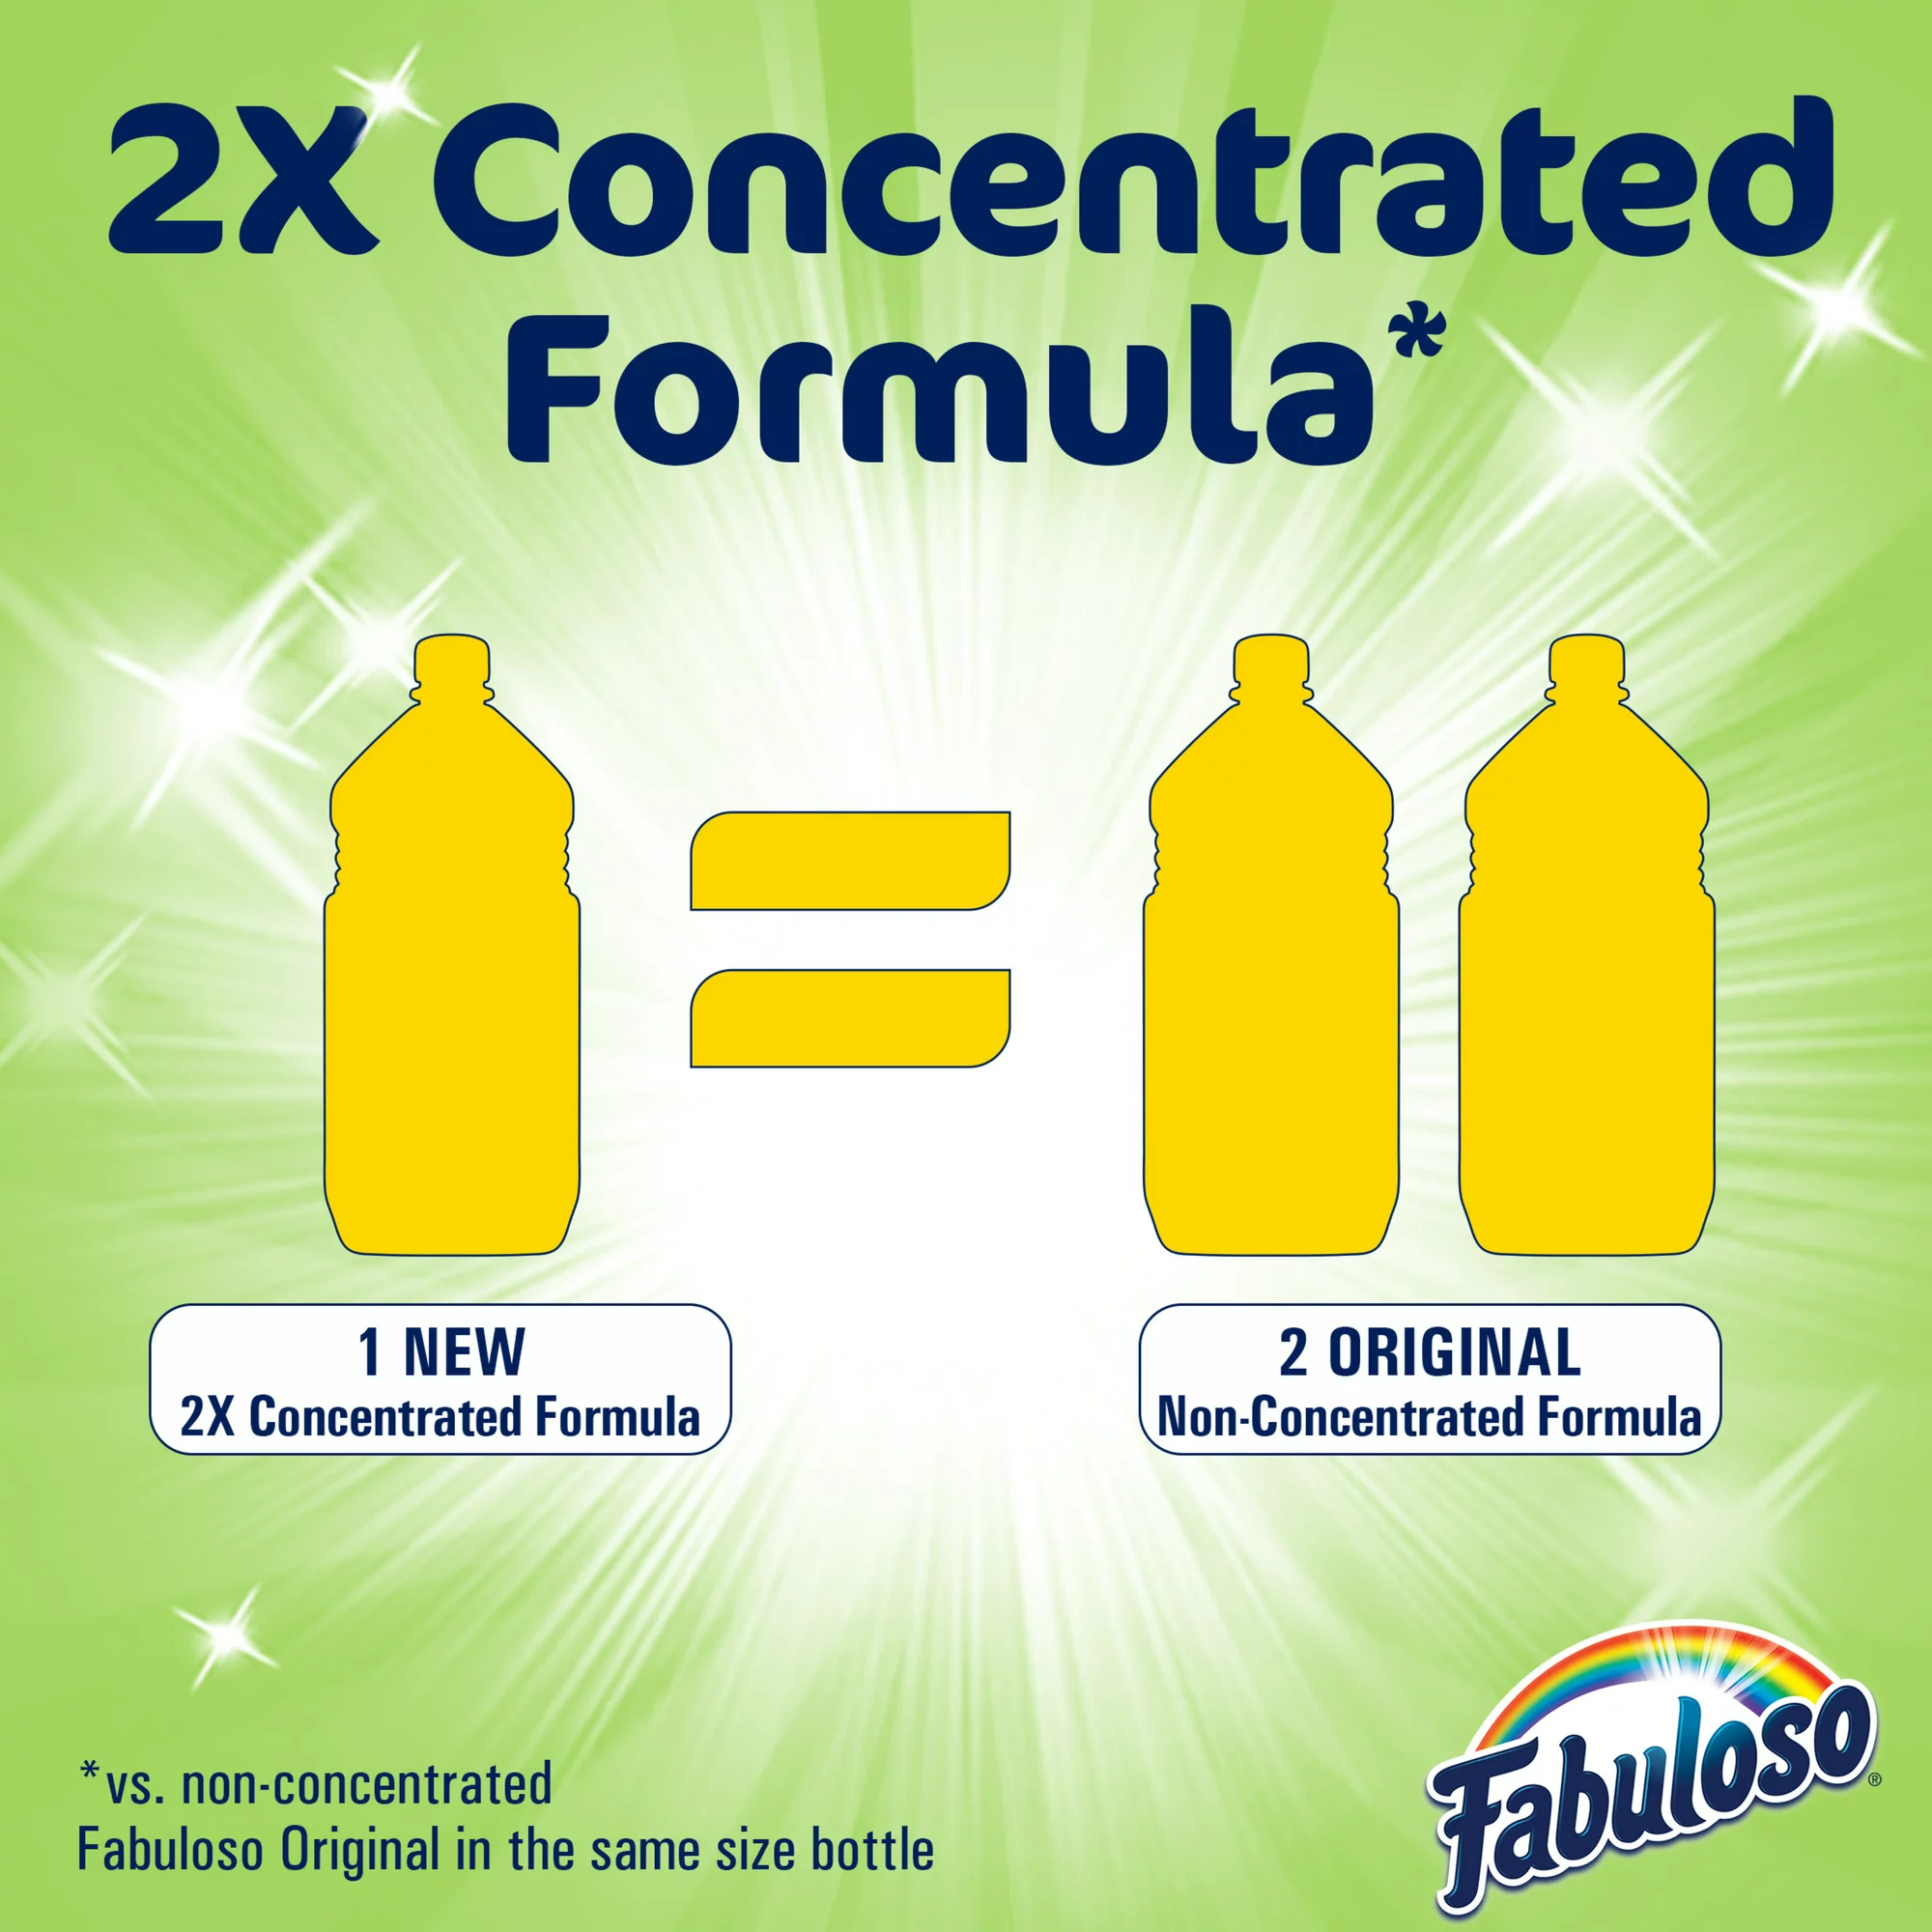 2X Concentrated
Formula*
1 NEW
2X Concentrated Formula
2 ORIGINAL
Non-Concentrated Formula
*vs. non-concentrated
Fabuloso Original in the same size bottle
Fabuloso®